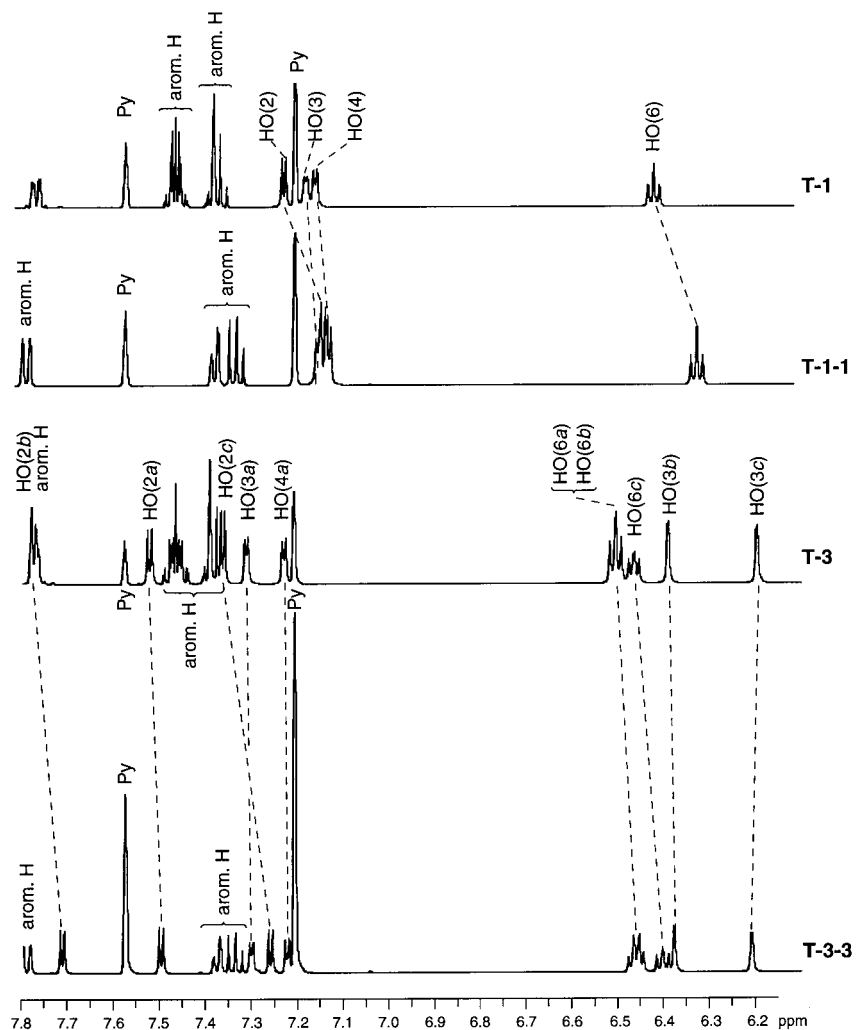 arom. H
arom. H
Py
Py
HO(2)
HO(3)
HO(4)
HO(6)
T-1
arom. H
Py
arom. H
T-1-1
HO(2b)
arom. H
HO(2a)
HO(2c)
HO(3a)
HO(4a)
HO(6a)
HO(6b)
HO(6c)
HO(3b)
HO(3c)
T-3
Py
arom. H
Py
Py
arom. H
arom. H
T-3-3
7.8 7.7 7.6 7.5 7.4 7.3 7.2 7.1 7.0 6.9 6.8 6.7 6.6 6.5 6.4 6.3 6.2 ppm